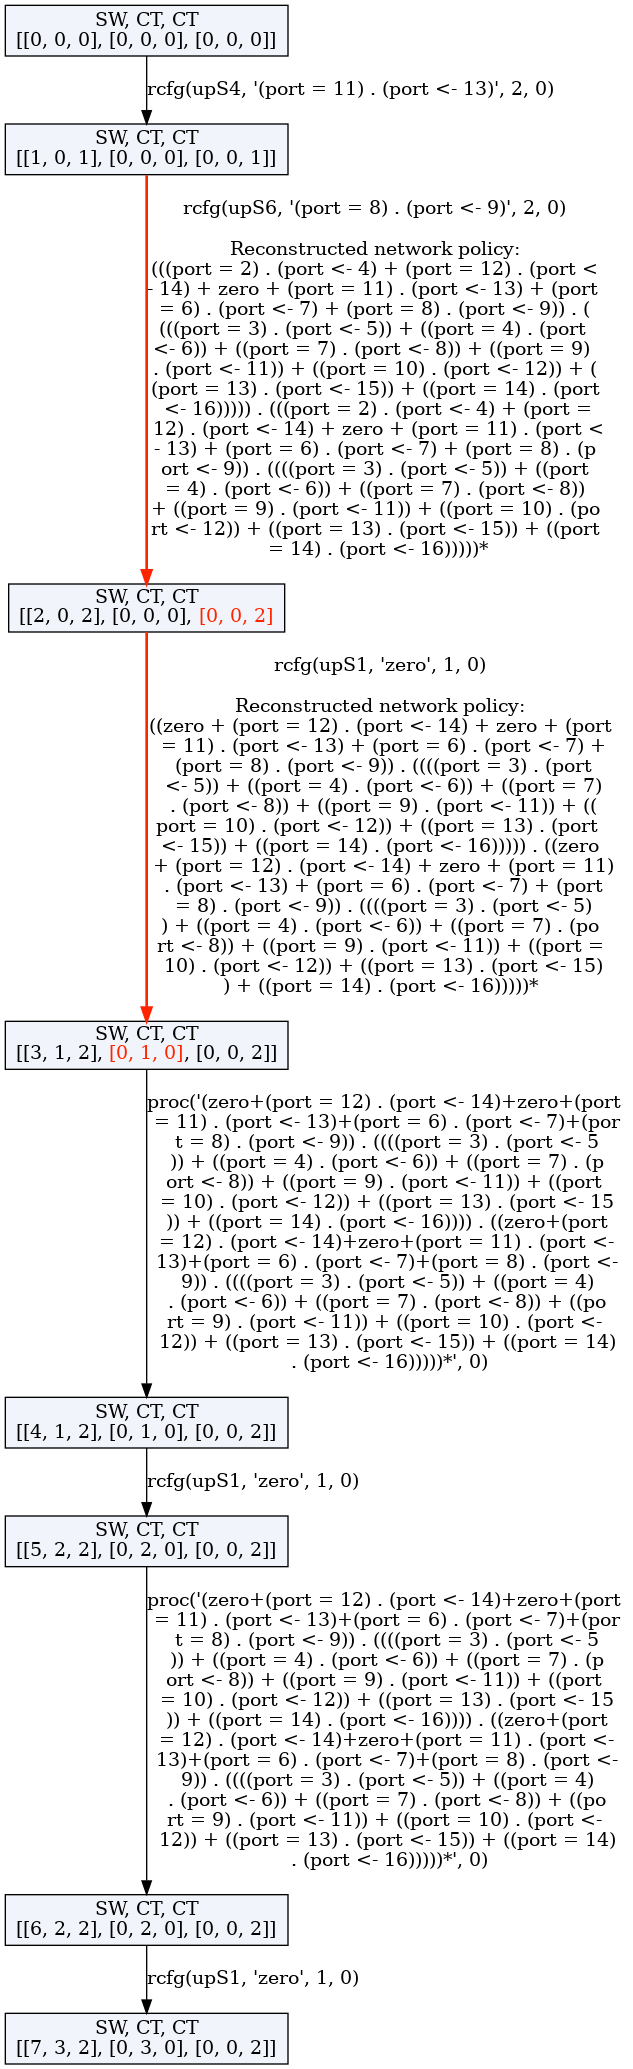 SW, CT, CT
[[0, 0, 0], [0, 0, 0], [0, 0, 0]]
rcfg(upS4, '(port = 11) . (port <- 13)', 2, 0)
SW, CT, CT
[[1, 0, 1], [0, 0, 0], [0, 0, 1]]
rcfg(upS6, '(port = 8) . (port <- 9)', 2, 0)
Reconstructed network policy:
(((port = 2) . (port <- 4) + (port = 12) . (port <
- 14) + zero + (port = 11) . (port <- 13) + (port
= 6) . (port <- 7) + (port = 8) . (port <- 9)) . (
(((port = 3) . (port <- 5)) + ((port = 4) . (port
<- 6)) + ((port = 7) . (port <- 8)) + ((port = 9)
. (port <- 11)) + ((port = 10) . (port <- 12)) + (
(port = 13) . (port <- 15)) + ((port = 14) . (port
<- 16))))) . (((port = 2) . (port <- 4) + (port =
12) . (port <- 14) + zero + (port = 11) . (port <
- 13) + (port = 6) . (port <- 7) + (port = 8) . (p
ort <- 9)) . ((((port = 3) . (port <- 5)) + ((port
= 4) . (port <- 6)) + ((port = 7) . (port <- 8))
+ ((port = 9) . (port <- 11)) + ((port = 10) . (po
rt <- 12)) + ((port = 13) . (port <- 15)) + ((port
= 14) . (port <- 16)))))*
SW, CT, CT
[[2, 0, 2], [0, 0, 0], [0, 0, 2]
rcfg(upS1, 'zero', 1, 0)
Reconstructed network policy:
((zero + (port = 12) . (port <- 14) + zero + (port
= 11) . (port <- 13) + (port = 6) . (port <- 7) +
(port = 8) . (port <- 9)) . ((((port = 3) . (port
<- 5)) + ((port = 4) . (port <- 6)) + ((port = 7)
. (port <- 8)) + ((port = 9) . (port <- 11)) + ((
port = 10) . (port <- 12)) + ((port = 13) . (port
<- 15)) + ((port = 14) . (port <- 16))))) . ((zero
+ (port = 12) . (port <- 14) + zero + (port = 11)
. (port <- 13) + (port = 6) . (port <- 7) + (port
= 8) . (port <- 9)) . ((((port = 3) . (port <- 5)
) + ((port = 4) . (port <- 6)) + ((port = 7) . (po
rt <- 8)) + ((port = 9) . (port <- 11)) + ((port =
10) . (port <- 12)) + ((port = 13) . (port <- 15)
) + ((port = 14) . (port <- 16)))))*
SW, CT, CT
[[3, 1, 2], [0, 1, 0], [0, 0, 2]]
proc('(zero+(port = 12) . (port <- 14)+zero+(port
= 11) . (port <- 13)+(port = 6) . (port <- 7)+(por
t = 8) . (port <- 9)) . ((((port = 3) . (port <- 5
)) + ((port = 4) . (port <- 6)) + ((port = 7) . (p
ort <- 8)) + ((port = 9) . (port <- 11)) + ((port
= 10) . (port <- 12)) + ((port = 13) . (port <- 15
)) + ((port = 14) . (port <- 16)))) . ((zero+(port
= 12) . (port <- 14)+zero+(port = 11) . (port <-
13)+(port = 6) . (port <- 7)+(port = 8) . (port <-
9)) . ((((port = 3) . (port <- 5)) + ((port = 4)
. (port <- 6)) + ((port = 7) . (port <- 8)) + ((po
rt = 9) . (port <- 11)) + ((port = 10) . (port <-
12)) + ((port = 13) . (port <- 15)) + ((port = 14)
. (port <- 16)))))*', 0)
SW, CT, CT
[[4, 1, 2], [0, 1, 0], [0, 0, 2]]
rcfg(upS1, 'zero', 1, 0)
SW, CT, CT
[[5, 2, 2], [0, 2, 0], [0, 0, 2]]
proc('(zero+(port = 12) . (port <- 14)+zero+(port
= 11) . (port <- 13)+(port = 6) . (port <- 7)+(por
t = 8) . (port <- 9)) . ((((port = 3) . (port <- 5
)) + ((port = 4) . (port <- 6)) + ((port = 7) . (p
ort <- 8)) + ((port = 9) . (port <- 11)) + ((port
= 10) . (port <- 12)) + ((port = 13) . (port <- 15
)) + ((port = 14) . (port <- 16)))) . ((zero+(port
= 12) . (port <- 14)+zero+(port = 11) . (port <-
13)+(port = 6) . (port <- 7)+(port = 8) . (port <-
9)) . ((((port = 3) . (port <- 5)) + ((port = 4)
. (port <- 6)) + ((port = 7) . (port <- 8)) + ((po
rt = 9) . (port <- 11)) + ((port = 10) . (port <-
12)) + ((port = 13) . (port <- 15)) + ((port = 14)
. (port <- 16)))))*', 0)
SW, CT, CT
[[6, 2, 2], [0, 2, 0], [0, 0, 2]]
rcfg(upS1, 'zero', 1, 0)
SW, CT, CT
[[7, 3, 2], [0, 3, 0], [0, 0, 2]]